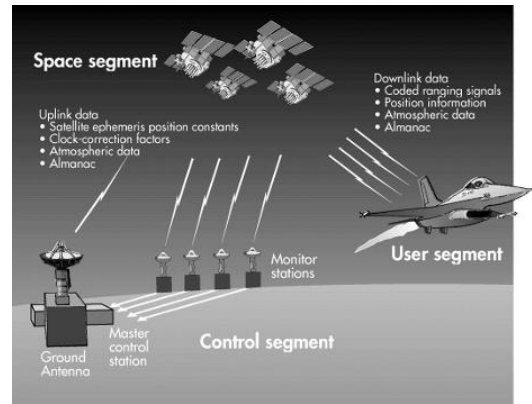 Space segment
Downlink data
• Coded ranging signals
• Position information
• Atmospheric data
• Almanac
Uplink data
• Satellite ephemeris position constants
• Clock-correction factors
• Atmospheric data
• Almanac
Monitor
stations
User segment
Master
control
station
Control segment
Ground
Antenna